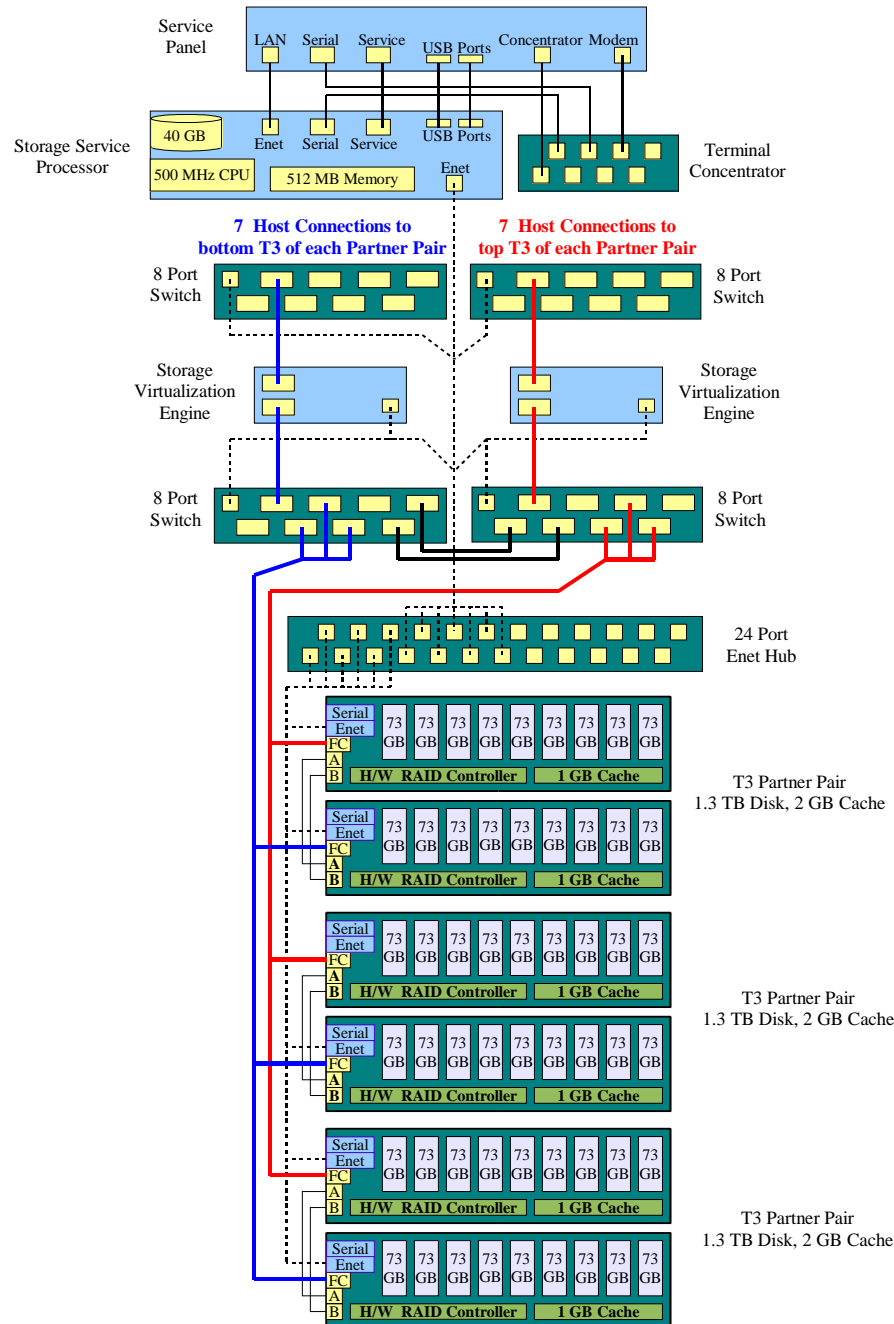 Service
Panel
LAN Serial Service USB Ports Concentrator Modem
Storage Service
Processor
40 GB
Enet Serial Service USB Ports
500 MHz CPU
512 MB Memory
Enet
Terminal
Concentrator
7 Host Connections to
bottom T3 of each Partner Pair
7 Host Connections to
top T3 of each Partner Pair
8 Port
Switch
8 Port
Switch
Storage
Virtualization
Engine
Storage
Virtualization
Engine
8 Port
Switch
8 Port
Switch
24 Port
Enet Hub
Serial
Enet
FC
A
B
73 73 73 73 73 73 73 73 73
GB GB GB GB GB GB GB GB GB
H/W RAID Controller 1 GB Cache
T3 Partner Pair
1.3 TB Disk, 2 GB Cache
Serial
Enet
FC
A
B
73 73 73 73 73 73 73 73 73
GB GB GB GB GB GB GB GB GB
H/W RAID Controller 1 GB Cache
Serial
Enet
FC
A
B
73 73 73 73 73 73 73 73 73
GB GB GB GB GB GB GB GB GB
H/W RAID Controller 1 GB Cache
T3 Partner Pair
1.3 TB Disk, 2 GB Cache
Serial
Enet
FC
A
B
73 73 73 73 73 73 73 73 73
GB GB GB GB GB GB GB GB GB
H/W RAID Controller 1 GB Cache
Serial
Enet
FC
A
B
73 73 73 73 73 73 73 73 73
GB GB GB GB GB GB GB GB GB
H/W RAID Controller 1 GB Cache
T3 Partner Pair
1.3 TB Disk, 2 GB Cache
Serial
Enet
FC
A
B
73 73 73 73 73 73 73 73 73
GB GB GB GB GB GB GB GB GB
H/W RAID Controller 1 GB Cache